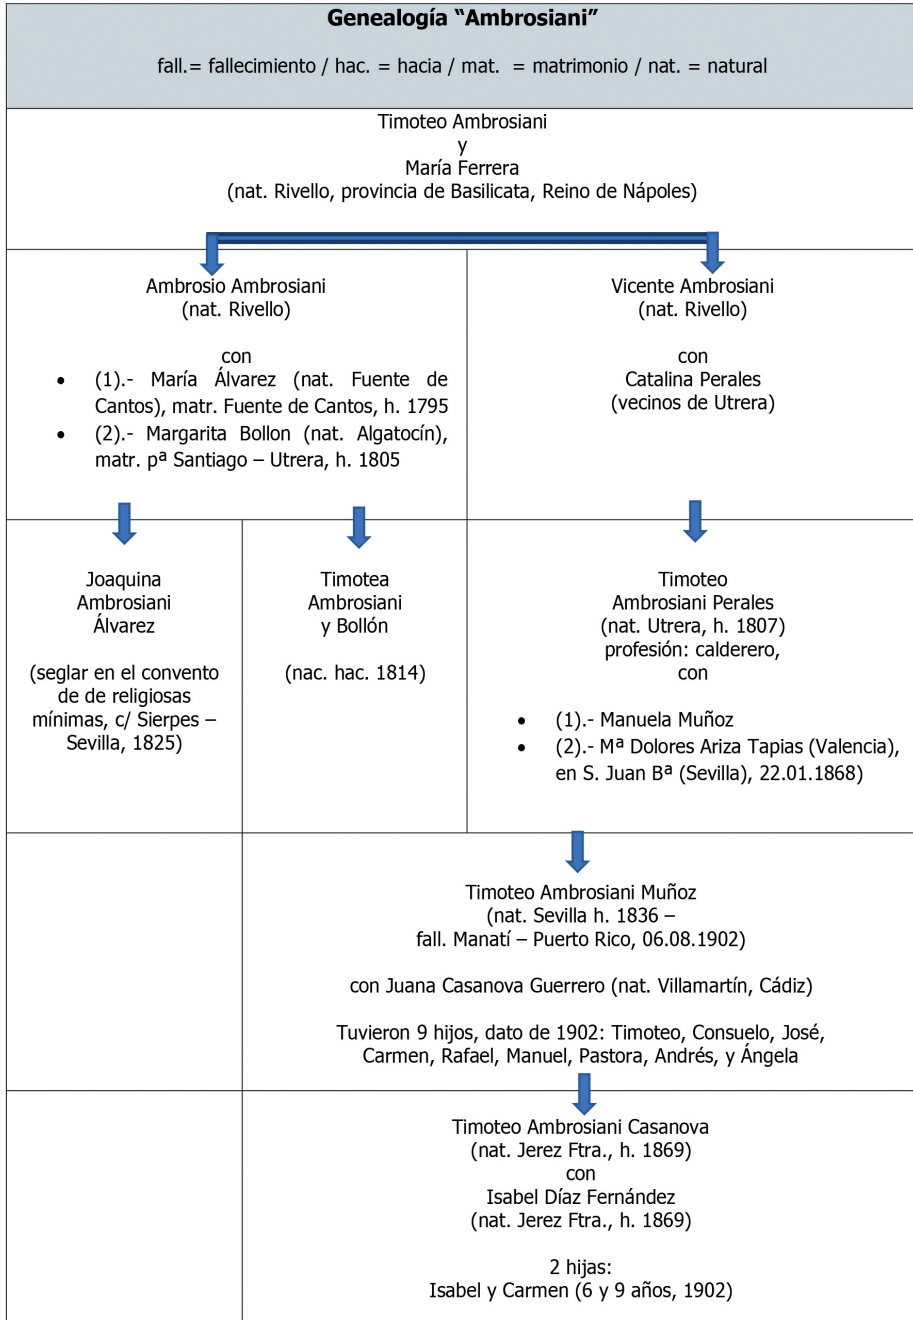 Genealogía “Ambrosiani”
fall.= fallecimiento / hac. = hacia / mat. = matrimonio / nat. = natural
Timoteo Ambrosiani
y
María Ferrera
(nat. Rivello, provincia de Basilicata, Reino de Nápoles)
Ambrosio Ambrosiani
(nat. Rivello)
con
• (1).- María Álvarez (nat. Fuente de
Cantos), matr. Fuente de Cantos, h. 1795
• (2).- Margarita Bollon (nat. Algatocín),
matr. pª Santiago – Utrera, h. 1805
Vicente Ambrosiani
(nat. Rivello)
con
Catalina Perales
(vecinos de Utrera)
Joaquina
Ambrosiani
Álvarez
(seglar en el convento
de de religiosas
mínimas, c/ Sierpes –
Sevilla, 1825)
Timotea
Ambrosiani
y Bollón
(nac. hac. 1814)
Timoteo
Ambrosiani Perales
(nat. Utrera, h. 1807)
profesión: calderero,
con
• (1).- Manuela Muñoz
• (2).- Mª Dolores Ariza Tapias (Valencia),
en S. Juan Bª (Sevilla), 22.01.1868)
Timoteo Ambrosiani Muñoz
(nat. Sevilla h. 1836 –
fall. Manatí – Puerto Rico, 06.08.1902)
con Juana Casanova Guerrero (nat. Villamartín, Cádiz)
Tuvieron 9 hijos, dato de 1902: Timoteo, Consuelo, José,
Carmen, Rafael, Manuel, Pastora, Andrés, y Ángela
Timoteo Ambrosiani Casanova
(nat. Jerez Ftra., h. 1869)
con
Isabel Díaz Fernández
(nat. Jerez Ftra., h. 1869)
2 hijas:
Isabel y Carmen (6 y 9 años, 1902)